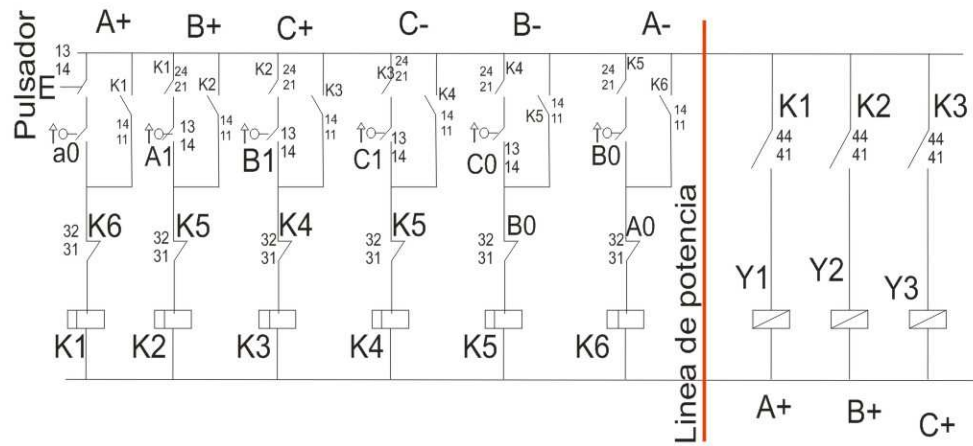 A+ B+ C+ C- B- A-
Pulsador
13
14
E
K1
14
11
a0
K1
24
21
K2
14
11
13
14
A1
K2
24
21
K3
14
11
13
14
B1
K3
24
21
K4
14
11
13
14
C1
K4
24
21
K5
14
11
13
14
C0
K5
24
21
K6
14
11
B0
K6 K5 K4 K5 B0 A0
32 32 32 32 32 32
31 31 31 31 31 31
K1 K2 K3 K4 K5 K6
Linea de potencia
K1 K2 K3
44 44 44
41 41 41
Y1 Y2 Y3
A+ B+ C+